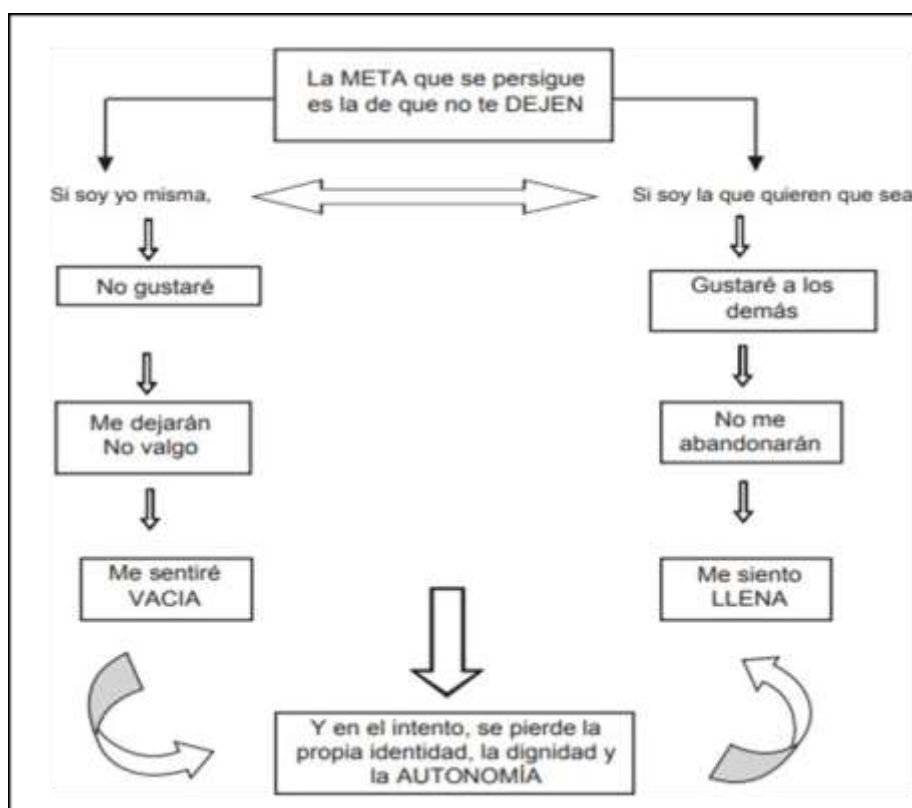 La META que se persigue
es la de que no te DEJEN
Si soy yo misma,
Si soy la que quieren que sea
No gustaré
Gustaré a los
demás
Me dejarán
No valgo
No me
abandonarán
Me sentiré
VACIA
Me siento
LLENA
Y en el intento, se pierde la
propia identidad, la dignidad y
la AUTONOMÍA